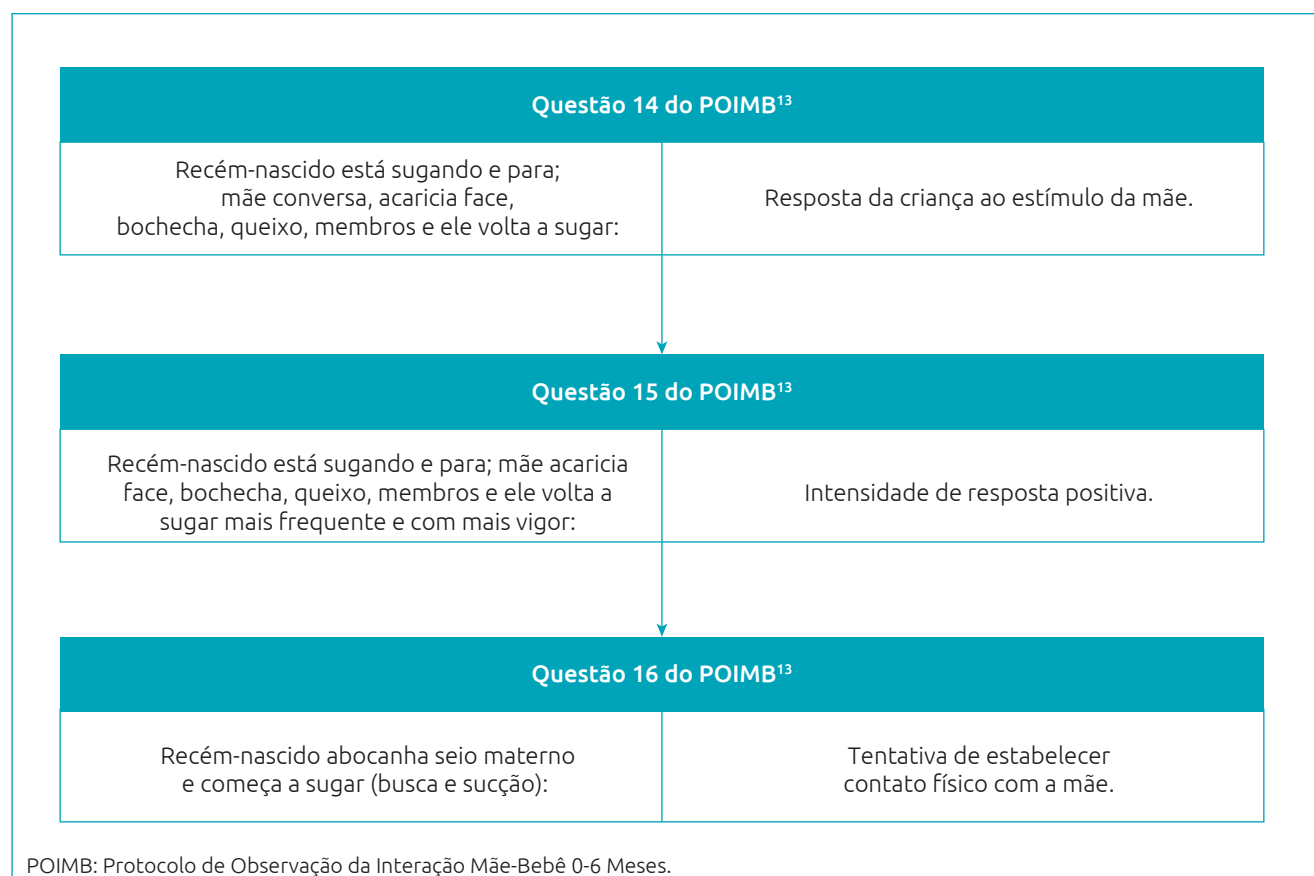 Questão 14 do POIMB¹³
Recém-nascido está sugando e para;
mãe conversa, acaricia face,
bochecha, queixo, membros e ele volta a sugar:
Resposta da criança ao estímulo da mãe.
Questão 15 do POIMB¹³
Recém-nascido está sugando e para; mãe acaricia
face, bochecha, queixo, membros e ele volta a
sugar mais frequente e com mais vigor:
Intensidade de resposta positiva.
Questão 16 do POIMB¹³
Recém-nascido abocanha seio materno
e começa a sugar (busca e sucção):
Tentativa de estabelecer
contato físico com a mãe.
POIMB: Protocolo de Observação da Interação Mãe-Bebê 0-6 Meses.